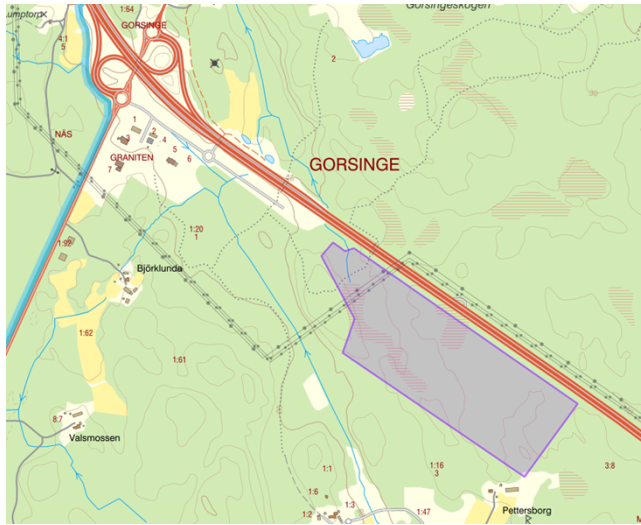 umptorp
1:64
GORSINGE
Gorsingeskogen
4:1
5
2
30
NÄS
1
2
3
4
GRANITEN
5
6
7
GORSINGE
1:20
1
1:92
Björklunda
1:62
1:61
8:7
Valsmossen
1:1
1:16
3
3:8
1:6
1:3
1:2
1:47
Pettersborg